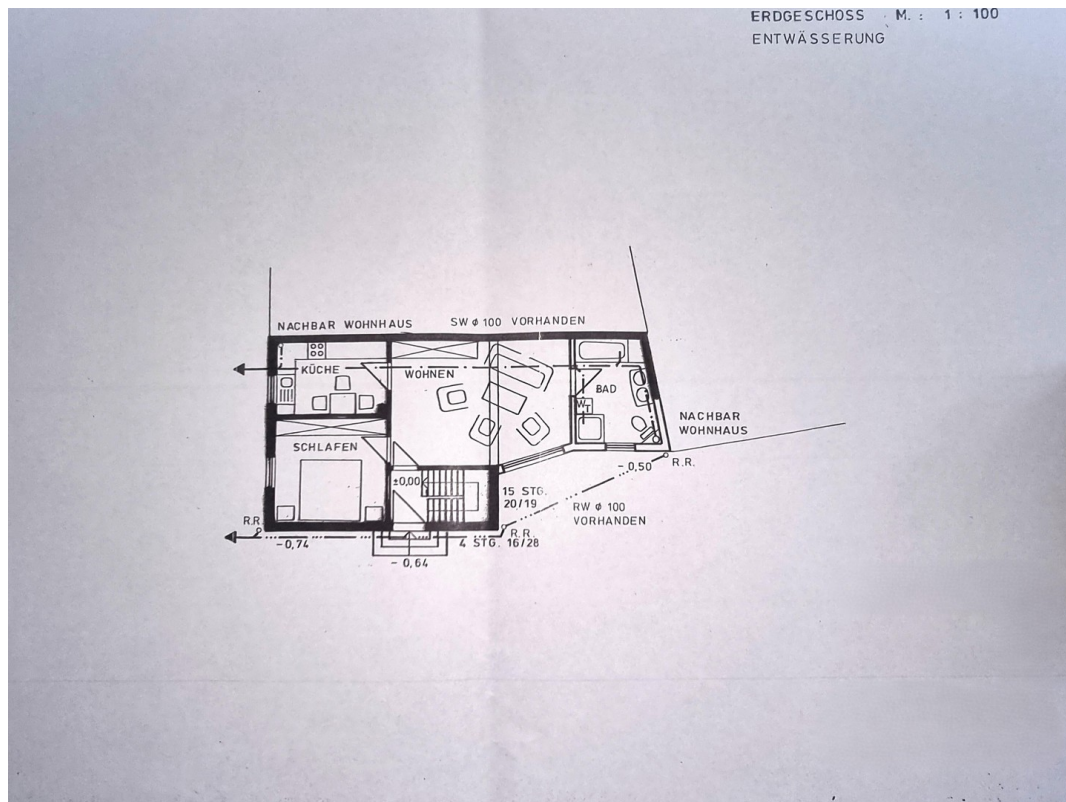 ERDGESCHOSS M. : 1 : 100
ENTWÄSSERUNG
NACHBAR WOHNHAUS
SW ⌀ 100 VORHANDEN
KÜCHE
WOHNEN
BAD
WT
NACHBAR
WOHNHAUS
SCHLAFEN
±0,00
-0,50
R.R.
15 STG.
20/19
RW ⌀ 100
VORHANDEN
R.R.
R.R.
-0,74
4 STG. 16/28
-0,64